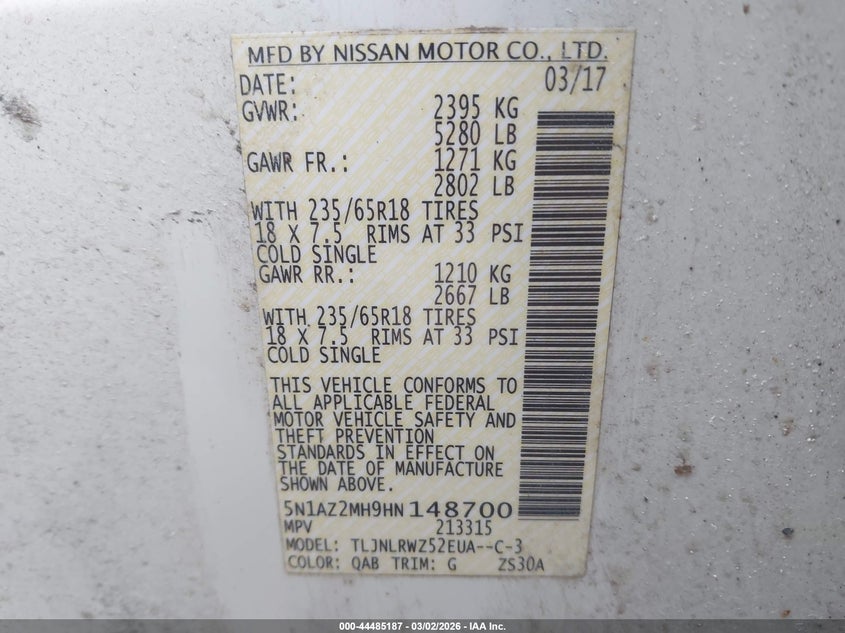 MFD BY NISSAN MOTOR CO., LTD.
DATE: 03/17
GVWR: 2395 KG
5280 LB
GAWR FR.: 1271 KG
2802 LB
WITH 235/65R18 TIRES
18 X 7.5 RIMS AT 33 PSI
COLD SINGLE
GAWR RR.: 1210 KG
2667 LB
WITH 235/65R18 TIRES
18 X 7.5 RIMS AT 33 PSI
COLD SINGLE
THIS VEHICLE CONFORMS TO
ALL APPLICABLE FEDERAL
MOTOR VEHICLE SAFETY AND
THEFT PREVENTION
STANDARDS IN EFFECT ON
THE DATE OF MANUFACTURE
SHOWN ABOVE.
5N1AZ2MH9HN148700
MPV 213315
MODEL: TLJNLRWZ52EUA--C-3
COLOR: QAB TRIM: G ZS30A
000-44485187 - 03/02/2026 - IAA Inc.